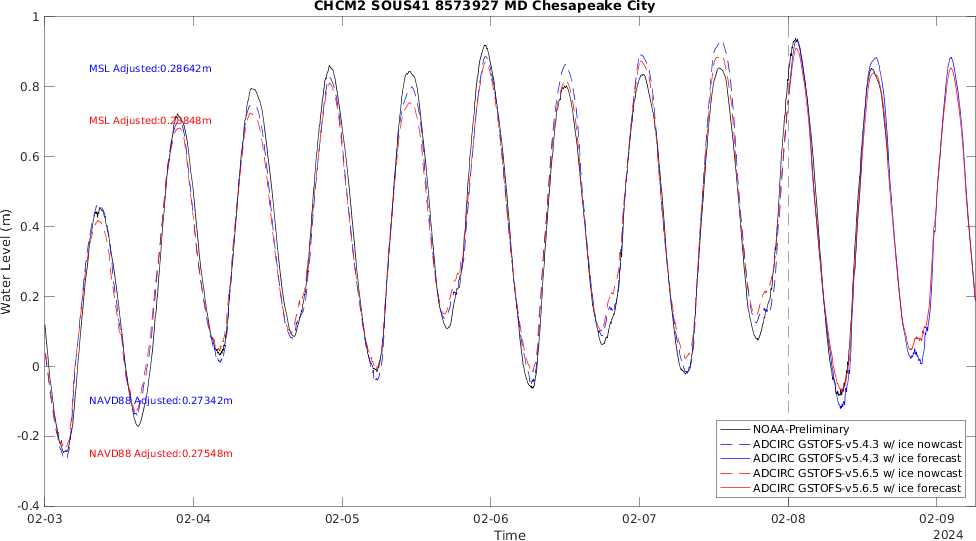 CHCM2 SOUS41 8573927 MD Chesapeake City
1
0.8
0.6
0.4
0.2
0
-0.2
-0.4
Water Level (m)
MSL Adjusted:0.28642m
MSL Adjusted:0.28848m
NAVD88 Adjusted:0.27342m
NAVD88 Adjusted:0.27548m
NOAA-Preliminary
ADCIRC GSTOFS-v5.4.3 w/ ice nowcast
ADCIRC GSTOFS-v5.4.3 w/ ice forecast
ADCIRC GSTOFS-v5.6.5 w/ ice nowcast
ADCIRC GSTOFS-v5.6.5 w/ ice forecast
02-03 02-04 02-05 02-06 02-07 02-08 02-09
Time
2024